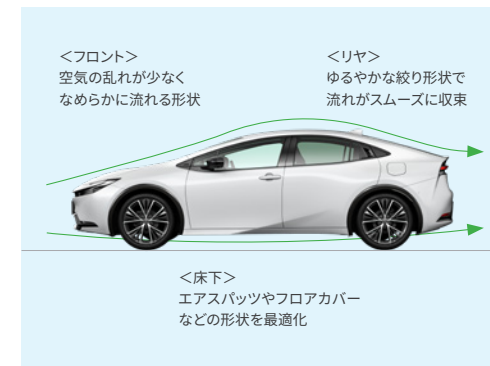 ＜フロント＞
空気の乱れが少なく
なめらかに流れる形状
＜リヤ＞
ゆるやかな絞り形状で
流れがスムーズに収束
＜床下＞
エアスパッツやフロアカバー
などの形状を最適化